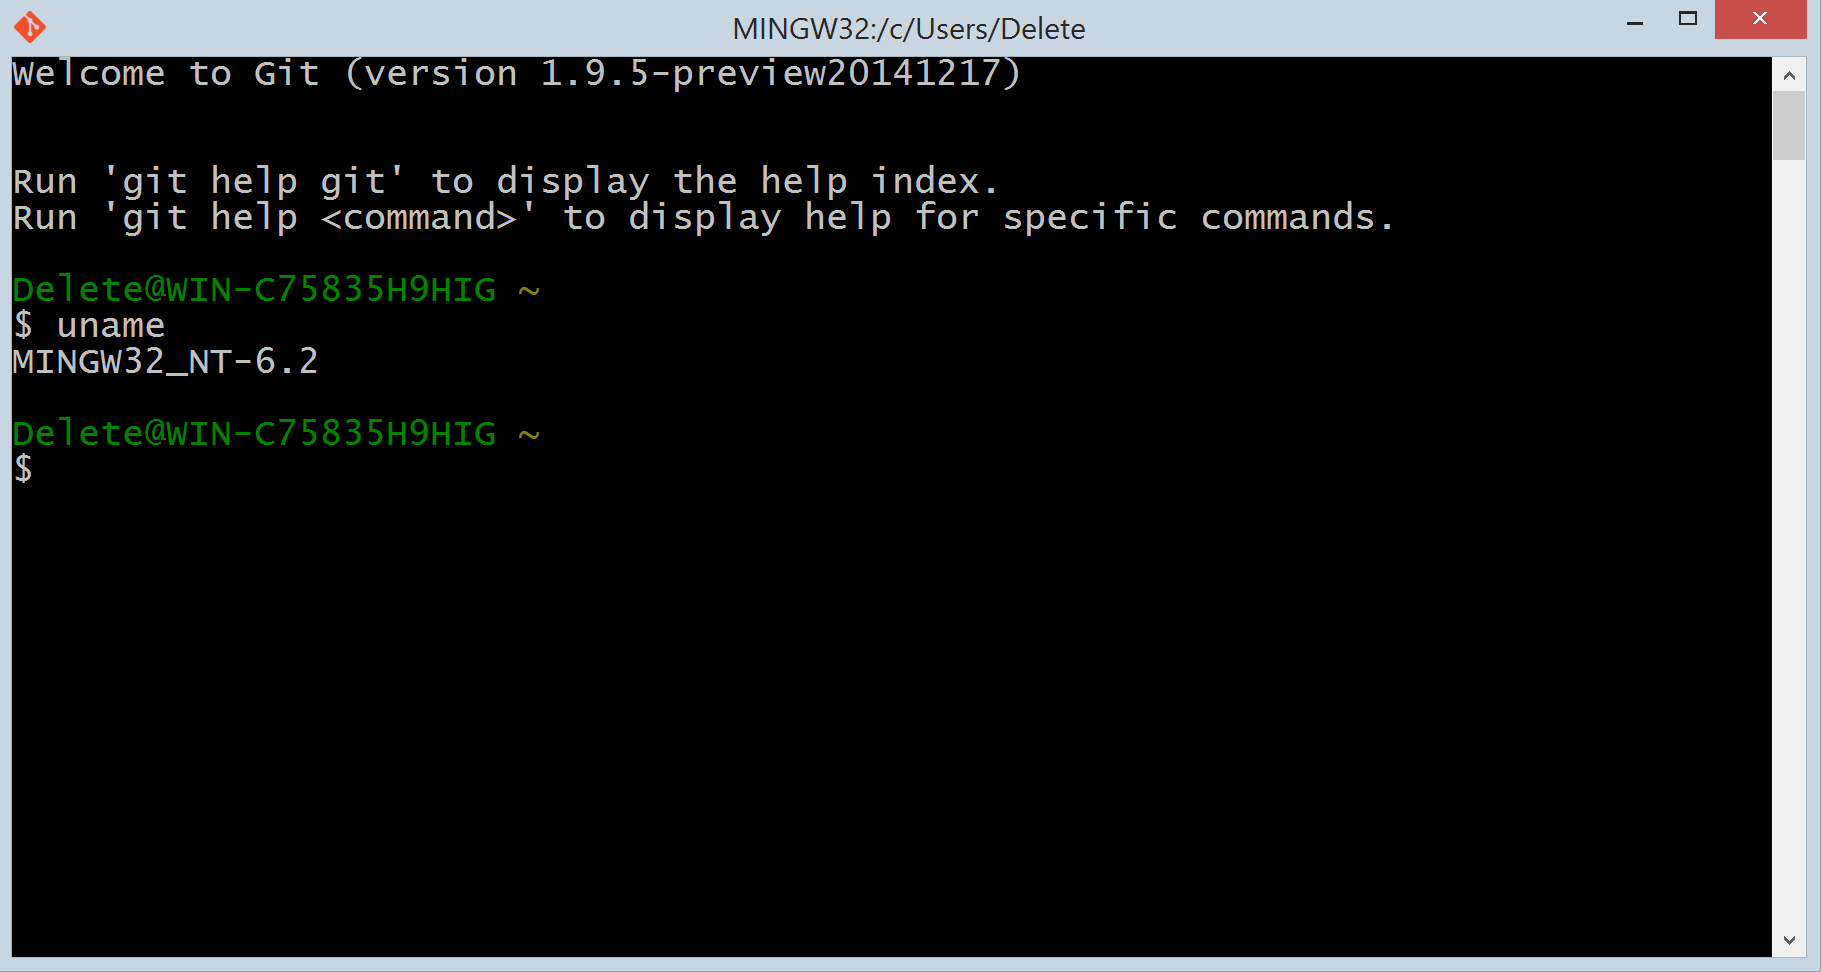 MINGW32:/c/Users/Delete
Welcome to Git (version 1.9.5-preview20141217)
Run 'git help git' to display the help index.
Run 'git help <command>' to display help for specific commands.
Delete@WIN-C75835H9HIG ~
$ uname
MINGW32_NT-6.2
Delete@WIN-C75835H9HIG ~
$